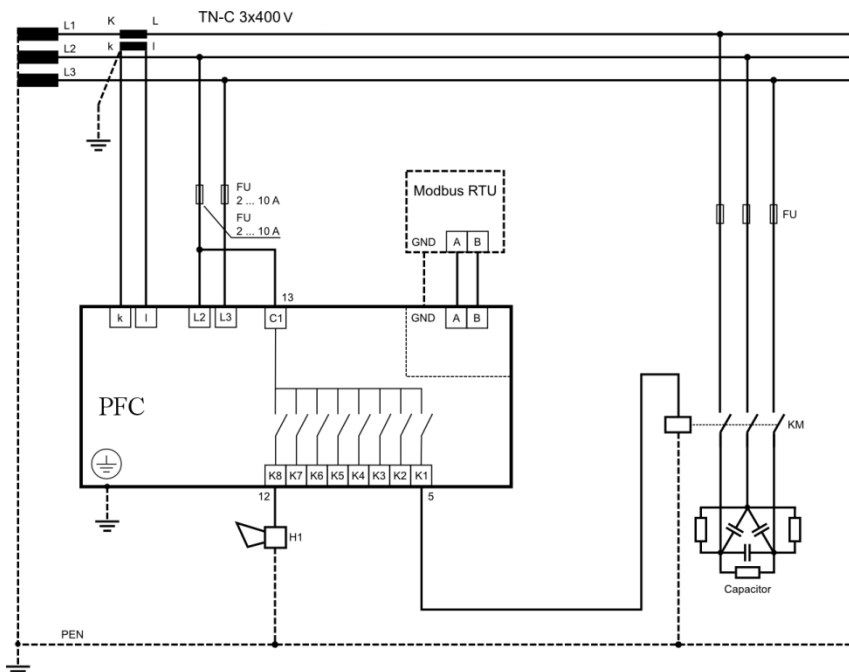 TN-C 3x400 V
L1
K
L
L2
k
l
L3
FU
2 ... 10 A
FU
2 ... 10 A
Modbus RTU
GND
A
B
FU
13
k
l
L2
L3
C1
GND
A
B
PFC
KM
K8
K7
K6
K5
K4
K3
K2
K1
12
5
H1
Capacitor
PEN